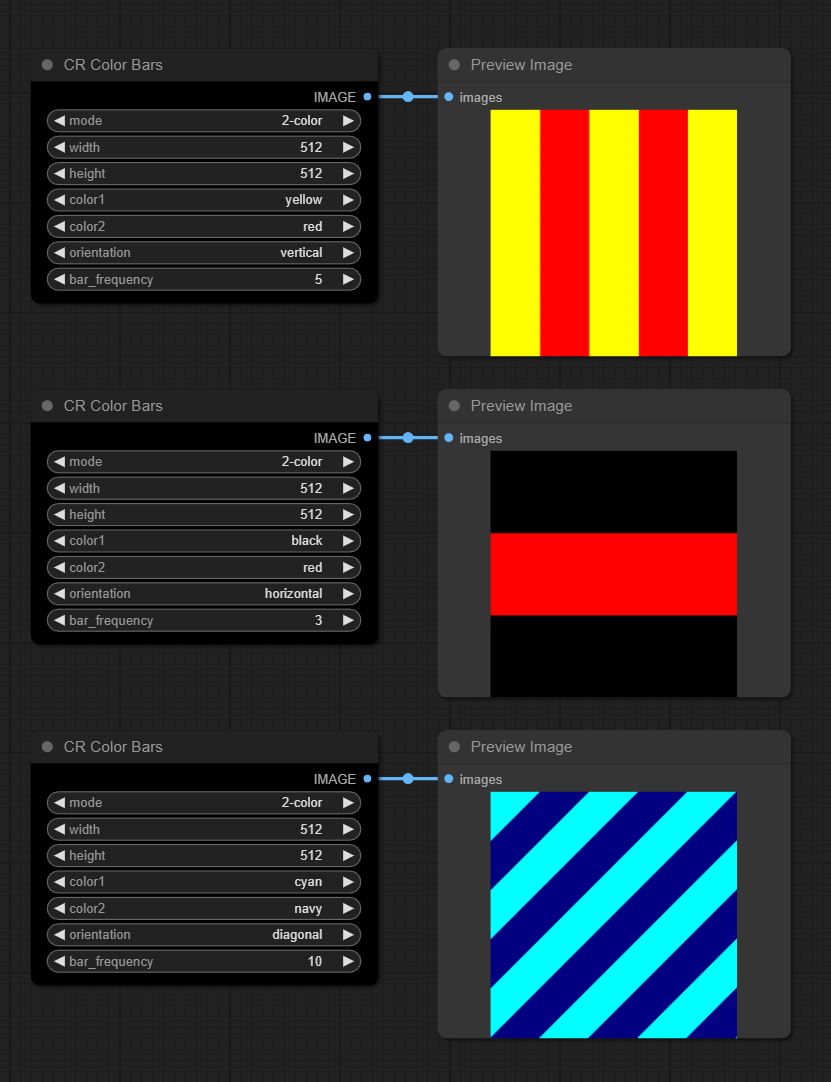 CR Color Bars
IMAGE
mode 2-color
width 512
height 512
color1 yellow
color2 red
orientation vertical
bar_frequency 5
Preview Image
images
CR Color Bars
IMAGE
mode 2-color
width 512
height 512
color1 black
color2 red
orientation horizontal
bar_frequency 3
Preview Image
images
CR Color Bars
IMAGE
mode 2-color
width 512
height 512
color1 cyan
color2 navy
orientation diagonal
bar_frequency 10
Preview Image
images